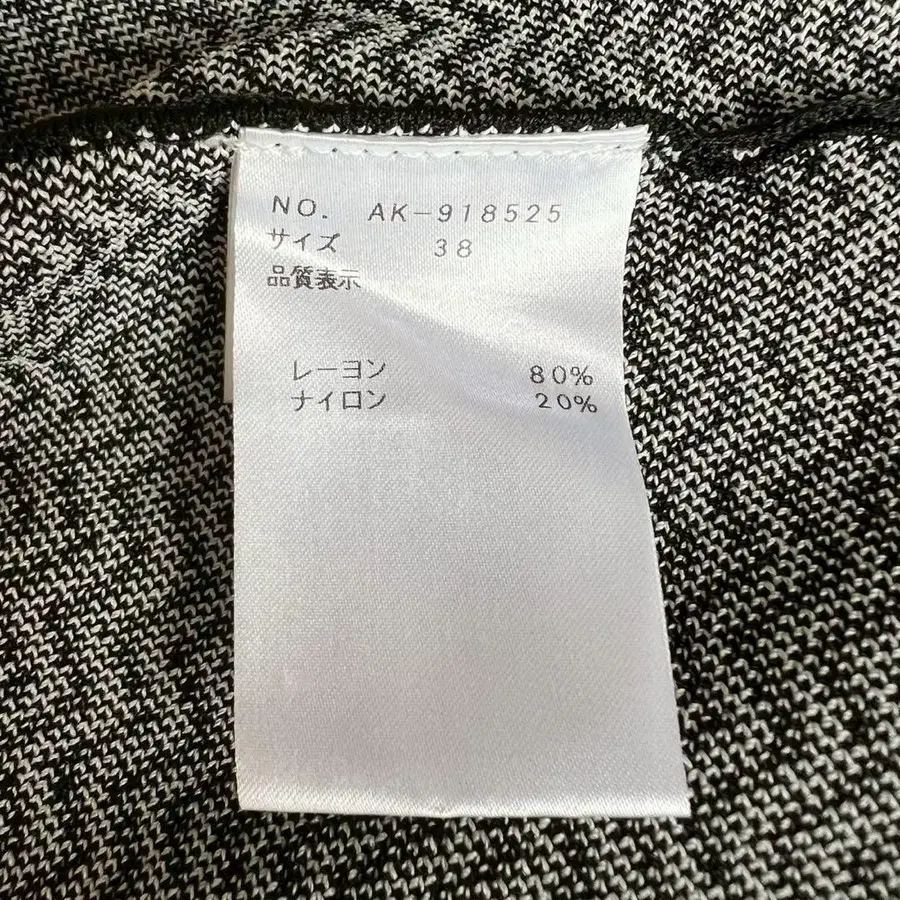 NO. AK-918525
サイズ 38
品質表示
レーヨン 80%
ナイロン 20%